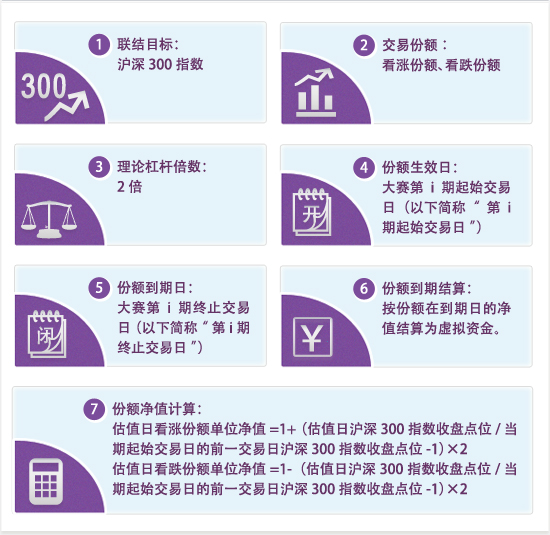 1 联结目标：
沪深 300 指数
300
2 交易份额：
看涨份额、看跌份额
3 理论杠杆倍数：
2 倍
4 份额生效日：
大赛第 i 期起始交易
日（以下简称“第 i
期起始交易日”）
开
5 份额到期日：
大赛第 i 期终止交易
日（以下简称“第 i 期
终止交易日”）
闭
6 份额到期结算：
按份额在到期日的净
值结算为虚拟资金。
¥
7 份额净值计算：
估值日看涨份额单位净值 =1+（估值日沪深 300 指数收盘点位 / 当
期起始交易日的前一交易日沪深 300 指数收盘点位 -1）×2
估值日看跌份额单位净值 =1-（估值日沪深 300 指数收盘点位 / 当
期起始交易日的前一交易日沪深 300 指数收盘点位 -1）×2